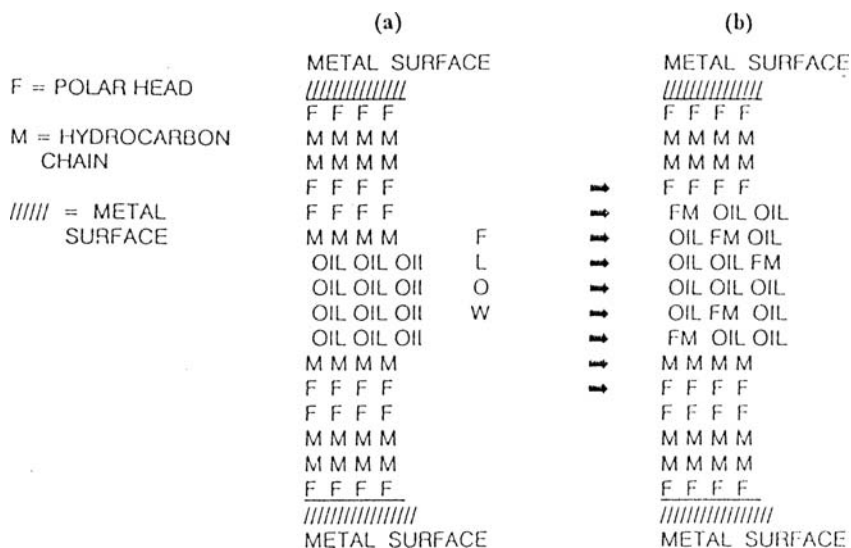 (a) (b)
METAL SURFACE METAL SURFACE
F = POLAR HEAD ////////////// //////////////
F F F F F F F F
M = HYDROCARBON M M M M M M M M
CHAIN M M M M M M M M
F F F F ➡ F F F F
////// = METAL F F F F ➡ FM OIL OIL
SURFACE M M M M F ➡ OIL FM OIL
OIL OIL OIl L ➡ OIL OIL FM
OIL OIL OIl O ➡ OIL OIL OIL
OIL OIL OIl W ➡ OIL FM OIL
OIL OIL OIl ➡ FM OIL OIL
M M M M ➡ M M M M
F F F F ➡ F F F F
F F F F F F F F
M M M M M M M M
M M M M M M M M
F F F F F F F F
///////////////// /////////////////
METAL SURFACE METAL SURFACE